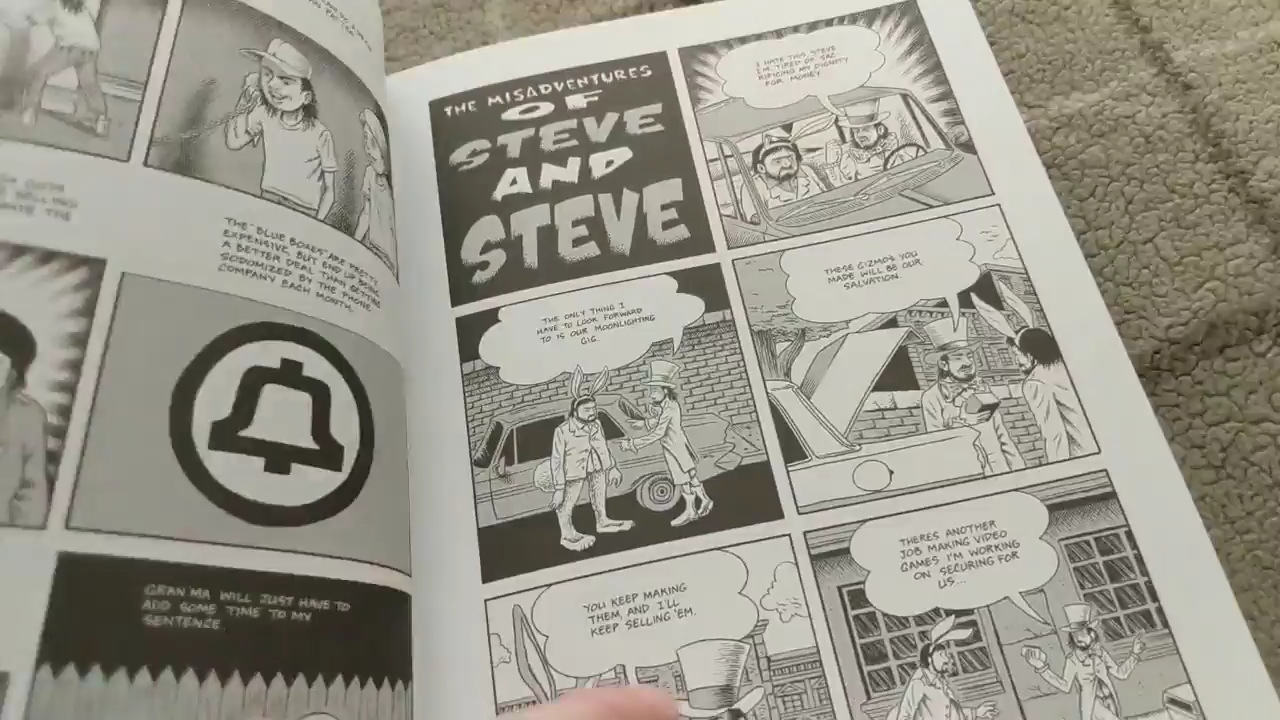 THE "BLUE BOXES" ARE PRETTY
EXPENSIVE, BUT END UP BEING
A BETTER DEAL THAN GETTING
SODOMIZED BY THE PHONE
COMPANY EACH MONTH.
GRAN MA WILL JUST HAVE TO
ADD SOME TIME TO MY
SENTENCE.
THE MISADVENTURES
OF
STEVE
AND
STEVE
I HATE THIS STEVE
I'M TIRED OF SAC
RIFICING MY DIGNITY
FOR MONEY
THE ONLY THING I
HAVE TO LOOK FORWARD
TO IS OUR MOONLIGHTING
GIG.
THESE GIZMOS YOU
MADE WILL BE OUR
SALVATION.
YOU KEEP MAKING
THEM, AND I'LL
KEEP SELLING 'EM.
THERES ANOTHER
JOB MAKING VIDEO
GAMES I'M WORKING
ON SECURING FOR
US...